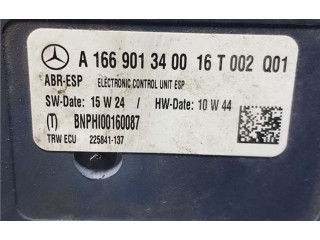 A 166 901 34 00 16 T 002 Q01
ABR-ESP ELECTRONIC CONTROL UNIT ESP
SW-Date: 15 W 24 / HW-Date: 10 W 44
(T) BNPHI00160087
TRW ECU 225841-137